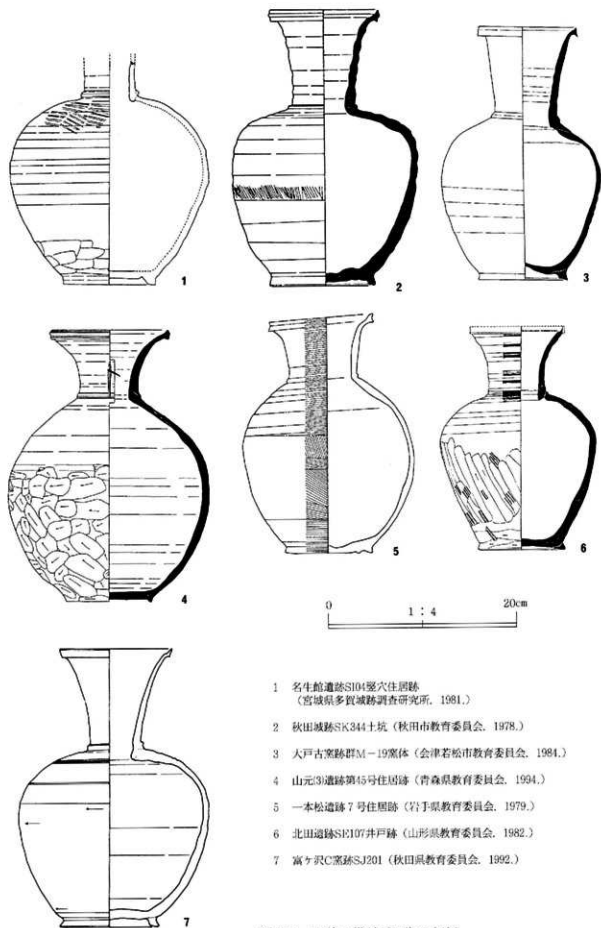 1
2
3
4
5
6
0 1:4 20cm
7
1 名生館遺跡SI04竪穴住居跡
(宮城県多賀城跡調査研究所, 1981.)
2 秋田城跡SK344土坑(秋田市教育委員会, 1978.)
3 大戸古窯跡群M-19窯体(会津若松市教育委員会, 1984.)
4 山元(3)遺跡第45号住居跡(青森県教育委員会, 1994.)
5 一本松遺跡7号住居跡(岩手県教育委員会, 1979.)
6 北田遺跡SE107井戸跡(山形県教育委員会, 1982.)
7 富ケ沢C窯跡SJ201(秋田県教育委員会, 1992.)